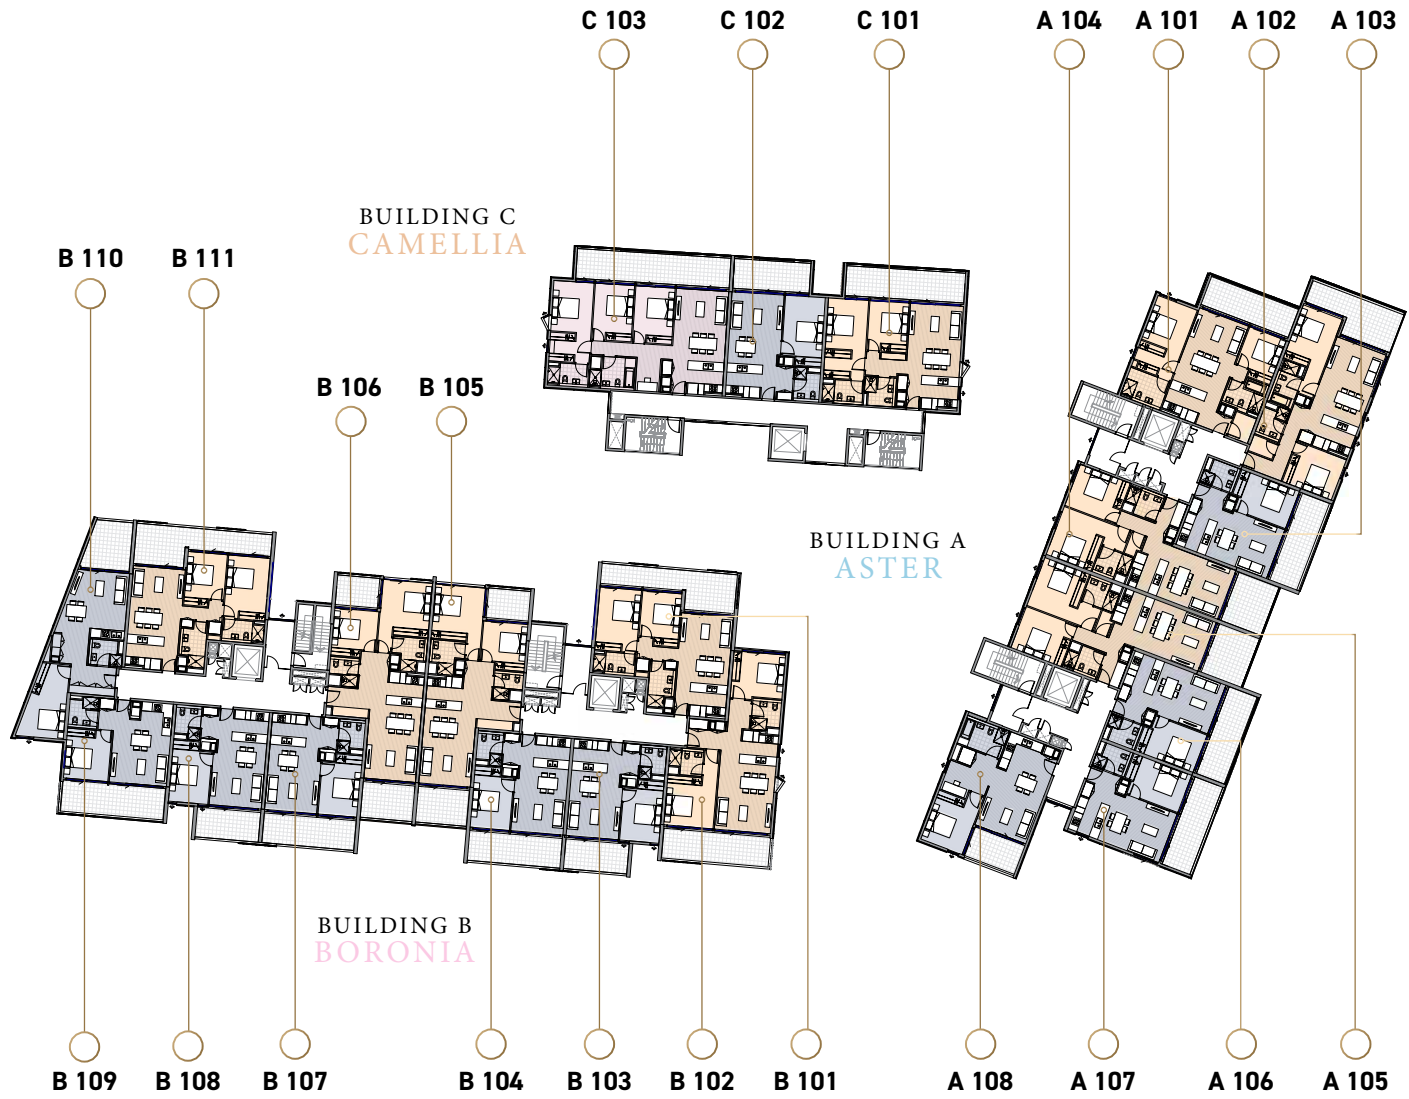 C 103
C 102
C 101
A 104
A 101
A 102
A 103
BUILDING C
CAMELLIA
B 110
B 111
B 106
B 105
BUILDING A
ASTER
BUILDING B
BORONIA
B 109
B 108
B 107
B 104
B 103
B 102
B 101
A 108
A 107
A 106
A 105